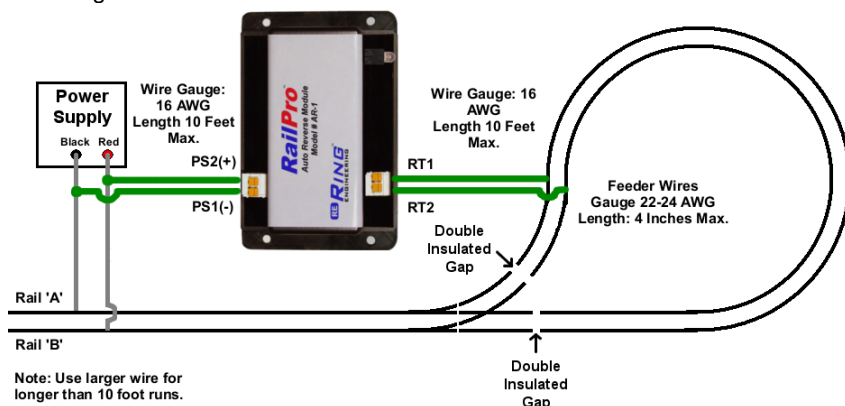 Power
Supply
Black Red
Wire Gauge:
16 AWG
Length 10 Feet
Max.
PS2(+)
PS1(-)
RailPro
Auto Reverse Module
Model # AR-1
RE RING
ENGINEERING
Wire Gauge: 16
AWG
Length 10 Feet
Max.
RT1
RT2
Feeder Wires
Gauge 22-24 AWG
Length: 4 Inches Max.
Double
Insulated
Gap
Rail 'A'
Rail 'B'
Double
Insulated
Gap
Note: Use larger wire for
longer than 10 foot runs.